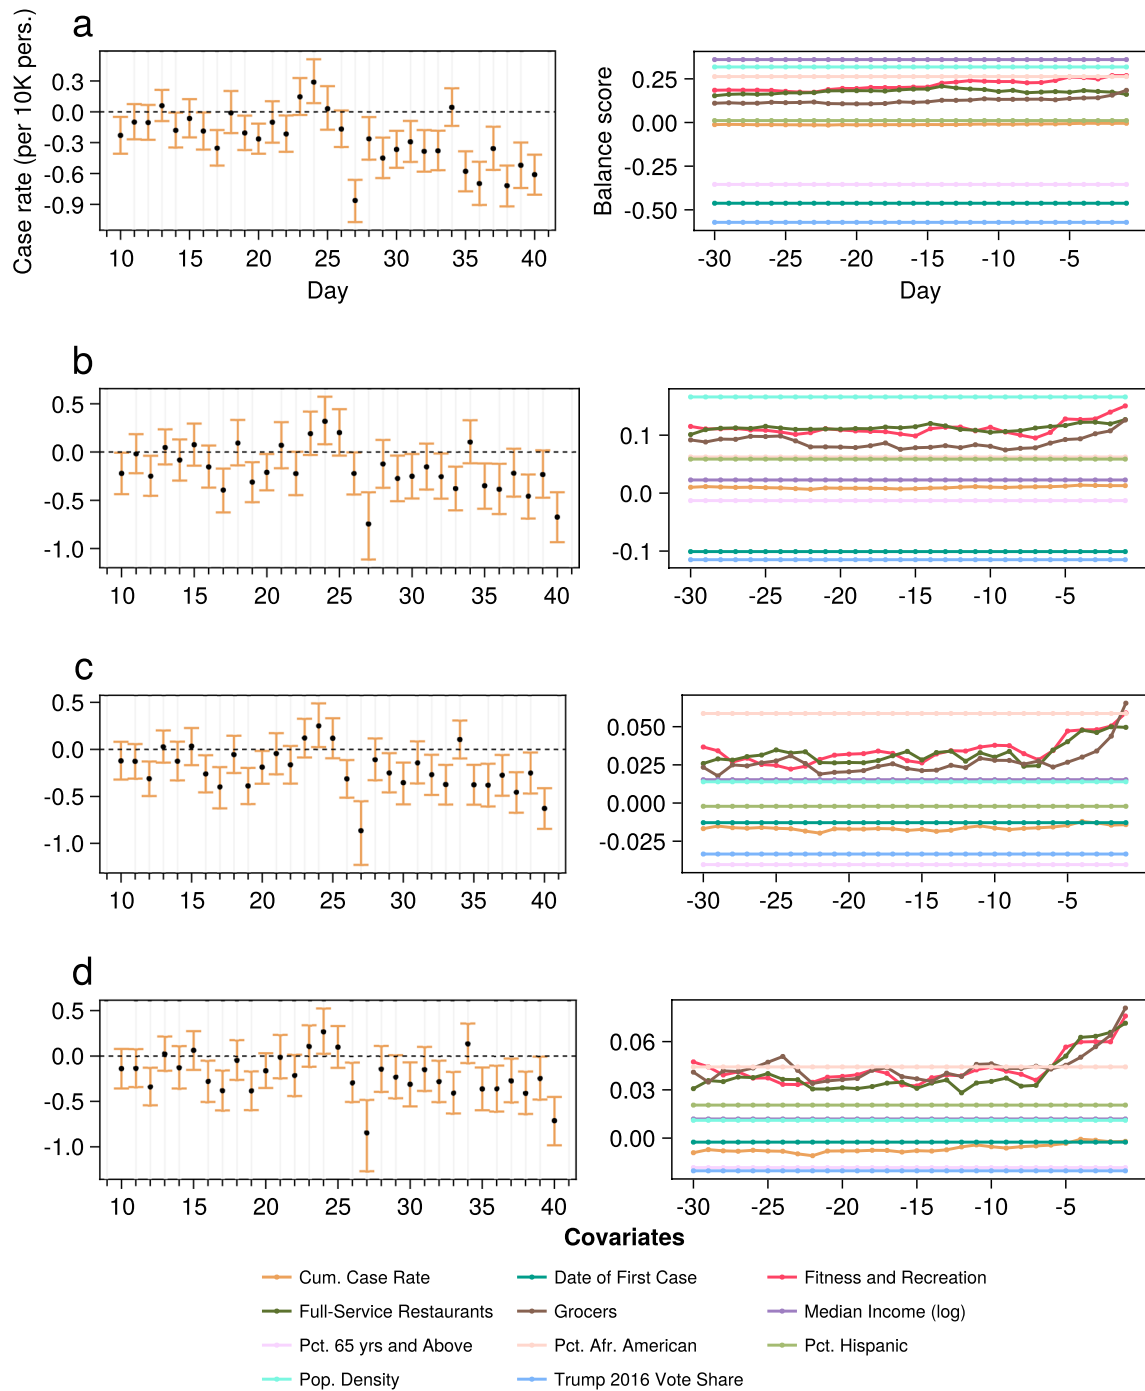 a
Case rate (per 10K pers.)
0.3
0.0
-0.3
-0.6
-0.9
10 15 20 25 30 35 40
Day
Balance score
0.25
0.00
-0.25
-0.50
-30 -25 -20 -15 -10 -5
Day
b
0.5
0.0
-0.5
-1.0
10 20 30 40
0.1
0.0
-0.1
-30 -25 -20 -15 -10 -5
c
0.5
0.0
-0.5
-1.0
10 15 20 25 30 35 40
0.050
0.025
0.000
-0.025
-30 -25 -20 -15 -10 -5
d
0.5
0.0
-0.5
-1.0
10 15 20 25 30 35 40
0.06
0.03
0.00
-30 -25 -20 -15 -10 -5
Covariates
Cum. Case Rate Date of First Case Fitness and Recreation
Full-Service Restaurants Grocers Median Income (log)
Pct. 65 yrs and Above Pct. Afr. American Pct. Hispanic
Pop. Density Trump 2016 Vote Share